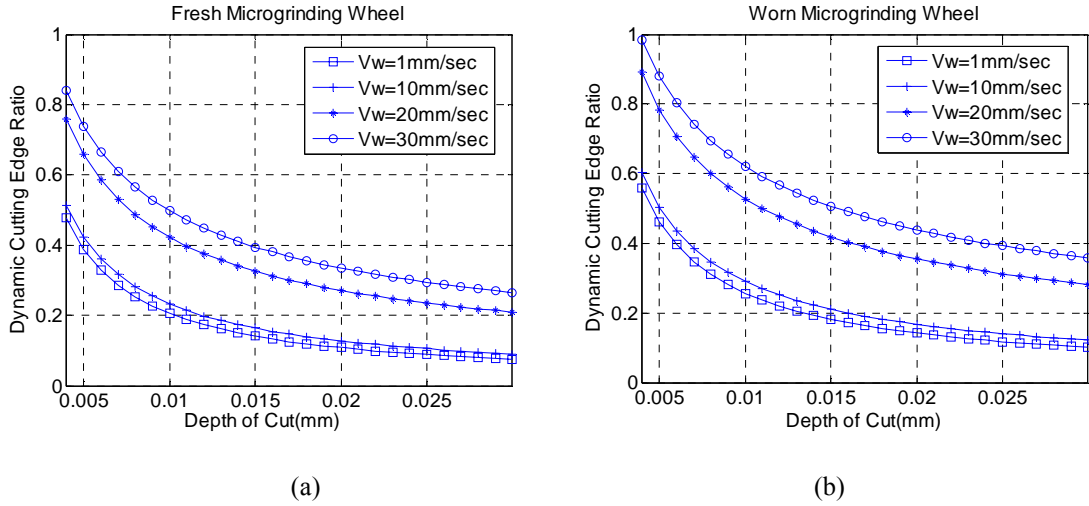 Fresh Microgrinding Wheel
1
0.8
0.6
0.4
0.2
0
Dynamic Cutting Edge Ratio
Vw=1mm/sec
Vw=10mm/sec
Vw=20mm/sec
Vw=30mm/sec
0.005 0.01 0.015 0.02 0.025
Depth of Cut(mm)
(a)
Worn Microgrinding Wheel
1
0.8
0.6
0.4
0.2
0
Dynamic Cutting Edge Ratio
Vw=1mm/sec
Vw=10mm/sec
Vw=20mm/sec
Vw=30mm/sec
0.005 0.01 0.015 0.02 0.025
Depth of Cut(mm)
(b)